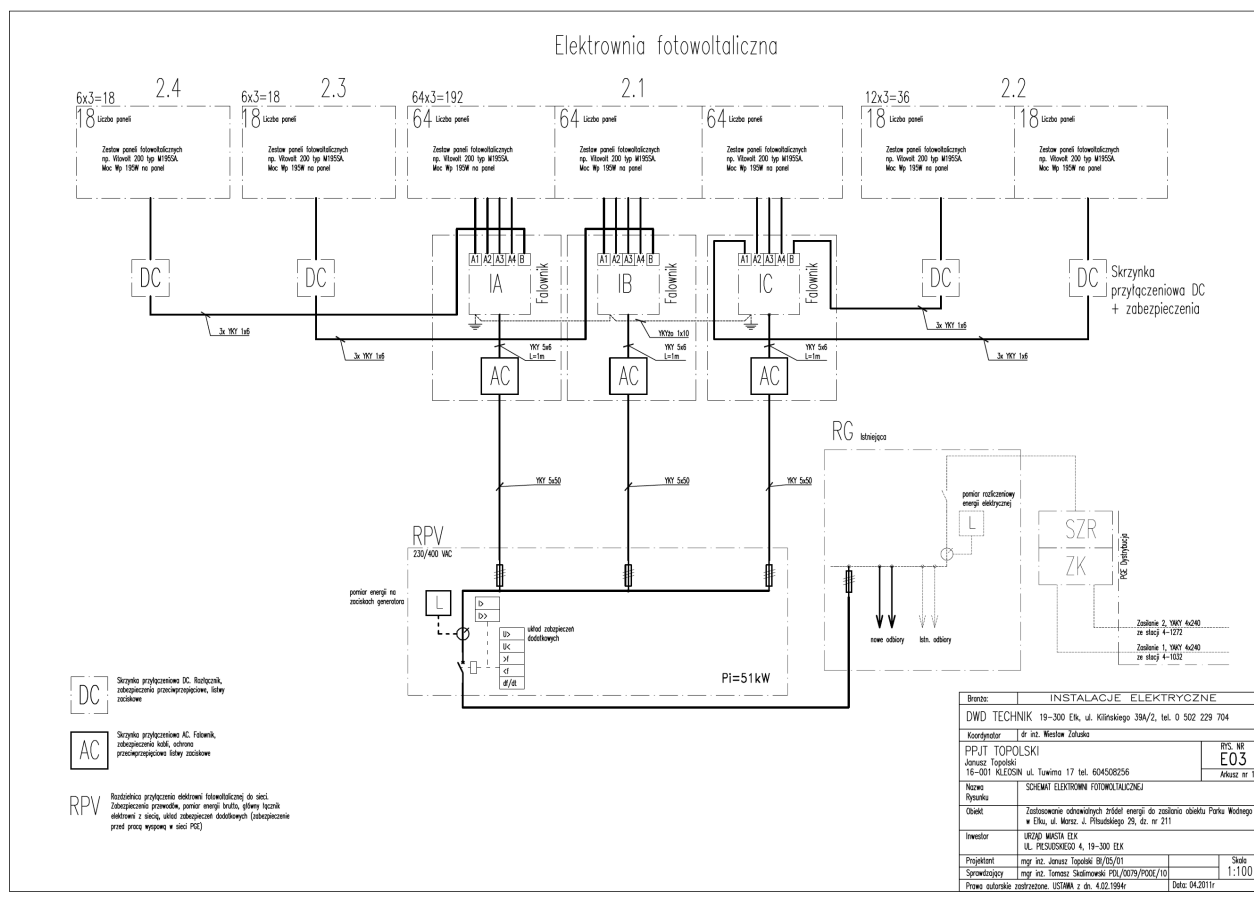 Elektrownia fotowoltaiczna
6x3=18
2.4
6x3=18
2.3
64x3=192
2.1
12x3=36
2.2
18 Liczba paneli
18 Liczba paneli
64 Liczba paneli
64 Liczba paneli
64 Liczba paneli
18 Liczba paneli
18 Liczba paneli
Zestaw paneli fotowoltaicznych
np. Vitovolt 200 typ M195SA.
Moc Wp 195W na panel
Zestaw paneli fotowoltaicznych
np. Vitovolt 200 typ M195SA.
Moc Wp 195W na panel
Zestaw paneli fotowoltaicznych
np. Vitovolt 200 typ M195SA.
Moc Wp 195W na panel
Zestaw paneli fotowoltaicznych
np. Vitovolt 200 typ M195SA.
Moc Wp 195W na panel
Zestaw paneli fotowoltaicznych
np. Vitovolt 200 typ M195SA.
Moc Wp 195W na panel
Zestaw paneli fotowoltaicznych
np. Vitovolt 200 typ M195SA.
Moc Wp 195W na panel
Zestaw paneli fotowoltaicznych
np. Vitovolt 200 typ M195SA.
Moc Wp 195W na panel
DC
DC
A1 A2 A3 A4 B
IA
Falownik
A1 A2 A3 A4 B
IB
Falownik
A1 A2 A3 A4 B
IC
Falownik
DC
DC
Skrzynka
przyłączeniowa DC
+ zabezpieczenia
3x YKY 1x6
3x YKY 1x6
YKYżo 1x10
3x YKY 1x6
3x YKY 1x6
YKY 5x6
L=1m
YKY 5x6
L=1m
YKY 5x6
L=1m
AC
AC
AC
YKY 5x50
YKY 5x50
YKY 5x50
RG Istniejąca
pomiar rozliczeniowy
energii elektrycznej
L
SZR
ZK
PGE Dystrybucja
nowe odbiory
Istn. odbiory
Zasilanie 2, YAKY 4x240
ze stacji 4-1272
Zasilanie 1, YAKY 4x240
ze stacji 4-1032
RPV
230/400 VAC
pomiar energii na
zaciskach generatora
L
I>
I>>
U>
U<
>f
<f
df/dt
układ zabzpieczeń
dodatkowych
Pi=51kW
DC
Skrzynka przyłączeniowa DC. Rozłącznik,
zabezpieczenia przeciwprzepięciowe, listwy
zaciskowe
AC
Skrzynka przyłączeniowa AC. Falownik,
zabezpieczenia kabli, ochrona
przeciwprzepięciowa listwy zaciskowe
RPV
Rozdzielnica przyłączenia elektrowni fotowoltaicznej do sieci.
Zabezpieczenia przewodów, pomiar energii brutto, główny łącznik
elektrowni z siecią, układ zabezpieczeń dodatkowych (zabezpieczenie
przed pracą wyspową w sieci PGE)
Branża: INSTALACJE ELEKTRYCZNE
DWD TECHNIK 19-300 Ełk, ul. Kilińskiego 39A/2, tel. 0 502 229 704
Koordynator dr inż. Wiesław Załuska
PPJT TOPOLSKI
Janusz Topolski
16-001 KLEOSIN ul. Tuwima 17 tel. 604508256
RYS. NR
E03
Arkusz nr 1
Nazwa
Rysunku
SCHEMAT ELEKTROWNI FOTOWOLTAICZNEJ
Obiekt
Zastosowanie odnawialnych źródeł energii do zasilania obiektu Parku Wodnego
w Ełku, ul. Marsz. J. Piłsudskiego 29, dz. nr 211
Inwestor
URZĄD MIASTA EŁK
UL. PIŁSUDSKIEGO 4, 19-300 EŁK
Projektant mgr inż. Janusz Topolski Bł/05/01
Sprawdzający mgr inż. Tomasz Skalimowski PDL/0079/POOE/10
Skala
1:100
Prawa autorskie zastrzeżone. USTAWA z dn. 4.02.1994r
Data: 04.2011r